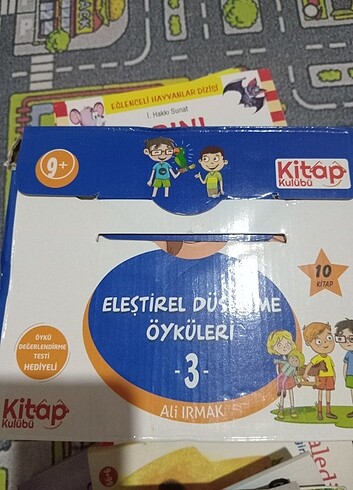 EĞLENCELİ HAYVANLAR DİZİSİ
İ. Hakkı Sunat
9+
Kitap
Kulübü
10
KİTAP
ELEŞTİREL
ÖYKÜLERİ
-3-
Ali IRMAK
ÖYKÜ
DEĞERLENDİRME
TESTİ
HEDİYELİ
Kitap
Kulübü